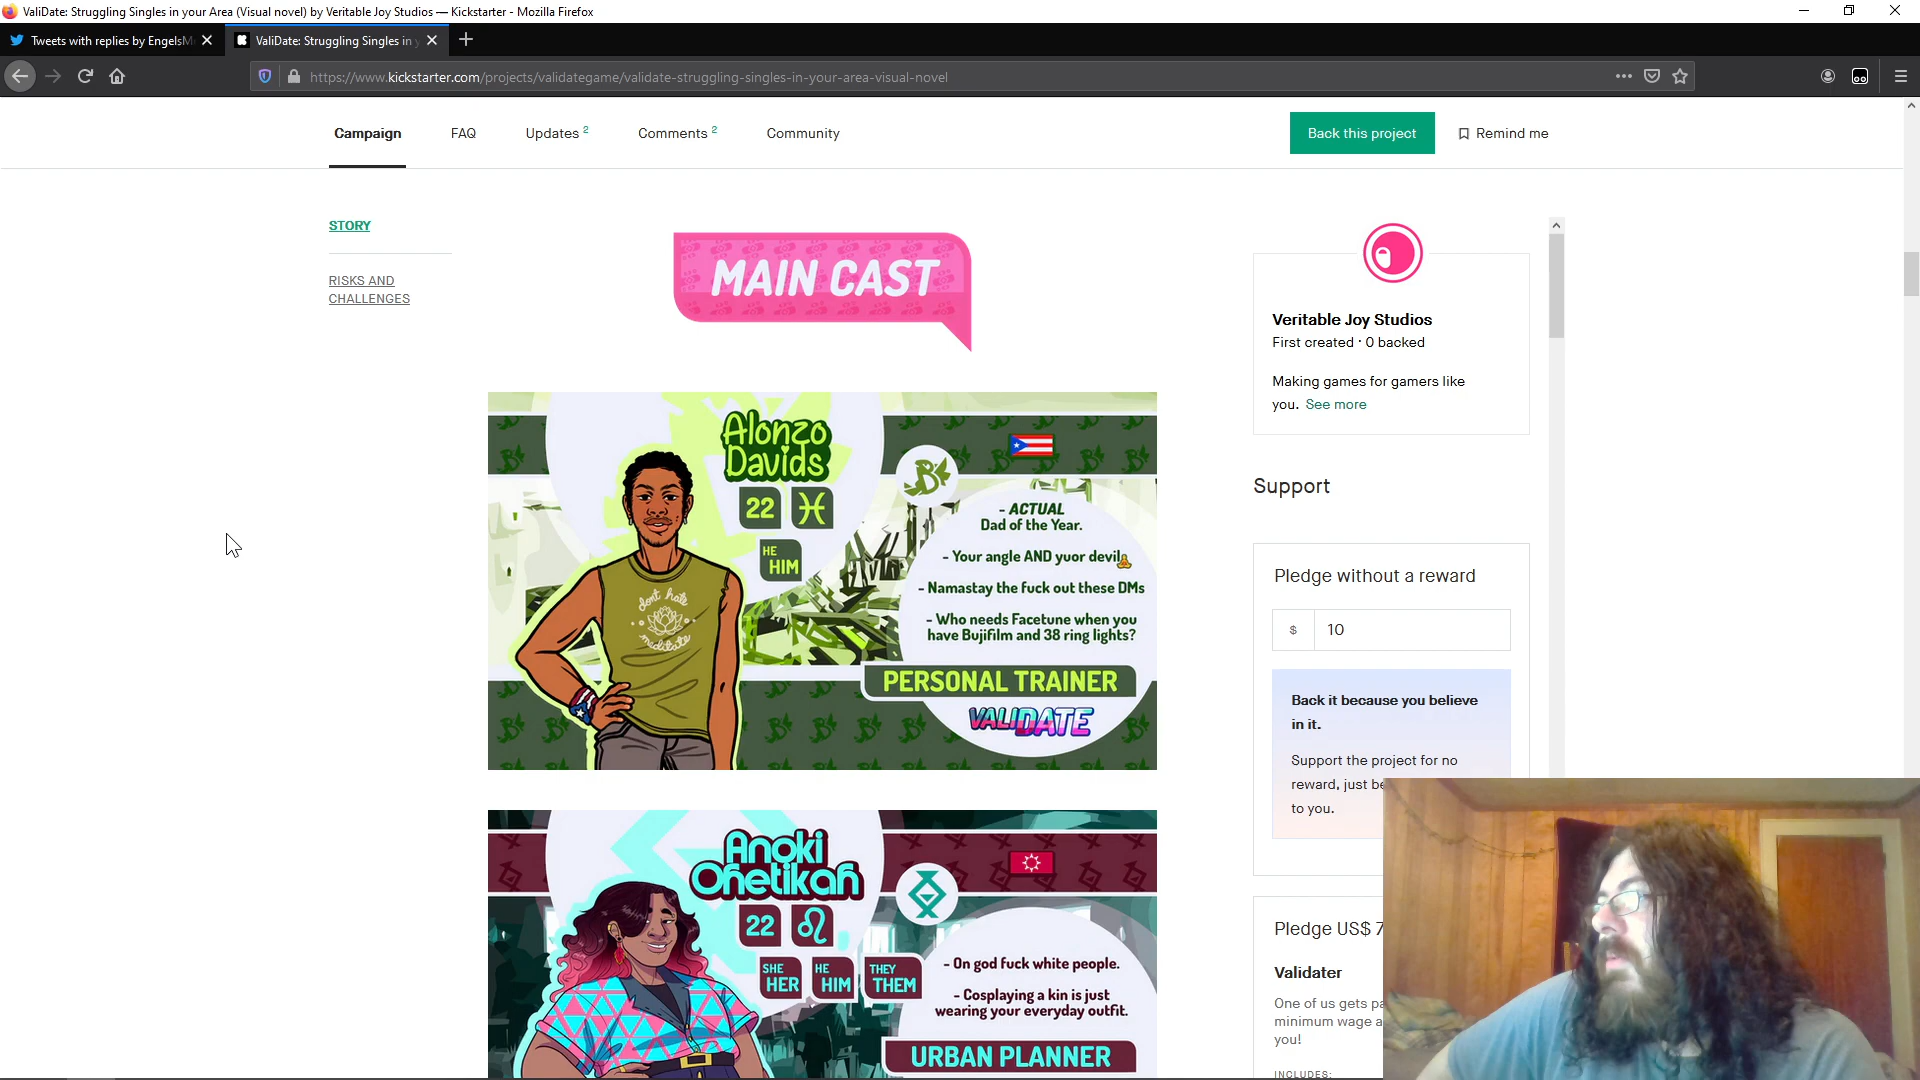 ValiDate: Struggling Singles in your Area (Visual novel) by Veritable Joy Studios — Kickstarter - Mozilla Firefox
Tweets with replies by EngelsM
ValiDate: Struggling Singles in
https://www.kickstarter.com/projects/validategame/validate-struggling-singles-in-your-area-visual-novel
Campaign
FAQ
Updates 2
Comments 2
Community
Back this project
Remind me
STORY
RISKS AND
CHALLENGES
MAIN CAST
Alonzo
Davids
22
HE
HIM
- ACTUAL
Dad of the Year.
- Your angle AND yuor devil
- Namastay the fuck out these DMs
- Who needs Facetune when you
have Bujifilm and 38 ring lights?
PERSONAL TRAINER
VALIDATE
dont hate
meditate
Anoki
Ohetikah
22
SHE
HER
HE
HIM
THEY
THEM
- On god fuck white people.
- Cosplaying a kin is just
wearing your everyday outfit.
URBAN PLANNER
Veritable Joy Studios
First created · 0 backed
Making games for gamers like
you. See more
Support
Pledge without a reward
$ 10
Back it because you believe
in it.
Support the project for no
reward, just be
to you.
Pledge US$ 7
Validater
One of us gets pa
minimum wage a
you!
INCLUDES: